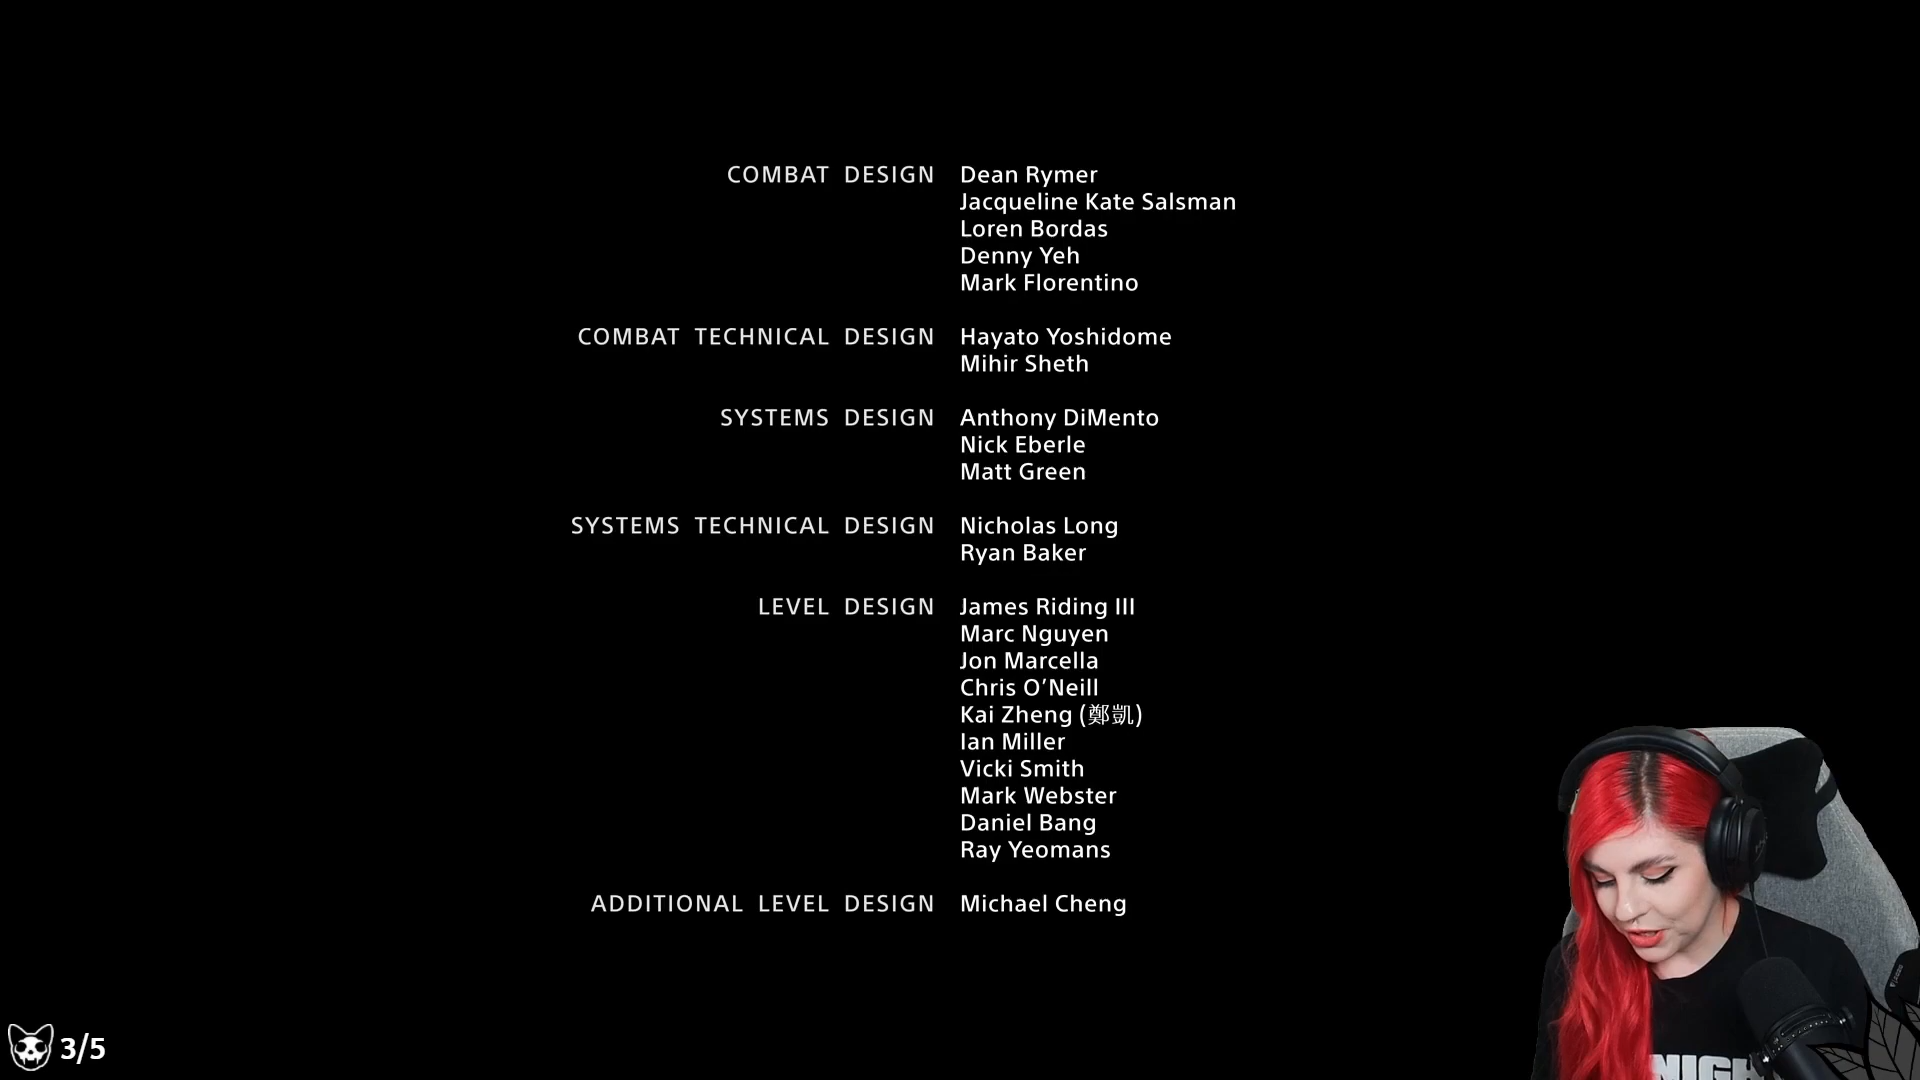 COMBAT DESIGN Dean Rymer
Jacqueline Kate Salsman
Loren Bordas
Denny Yeh
Mark Florentino
COMBAT TECHNICAL DESIGN Hayato Yoshidome
Mihir Sheth
SYSTEMS DESIGN Anthony DiMento
Nick Eberle
Matt Green
SYSTEMS TECHNICAL DESIGN Nicholas Long
Ryan Baker
LEVEL DESIGN James Riding III
Marc Nguyen
Jon Marcella
Chris O’Neill
Kai Zheng (鄭凱)
Ian Miller
Vicki Smith
Mark Webster
Daniel Bang
Ray Yeomans
ADDITIONAL LEVEL DESIGN Michael Cheng
3/5